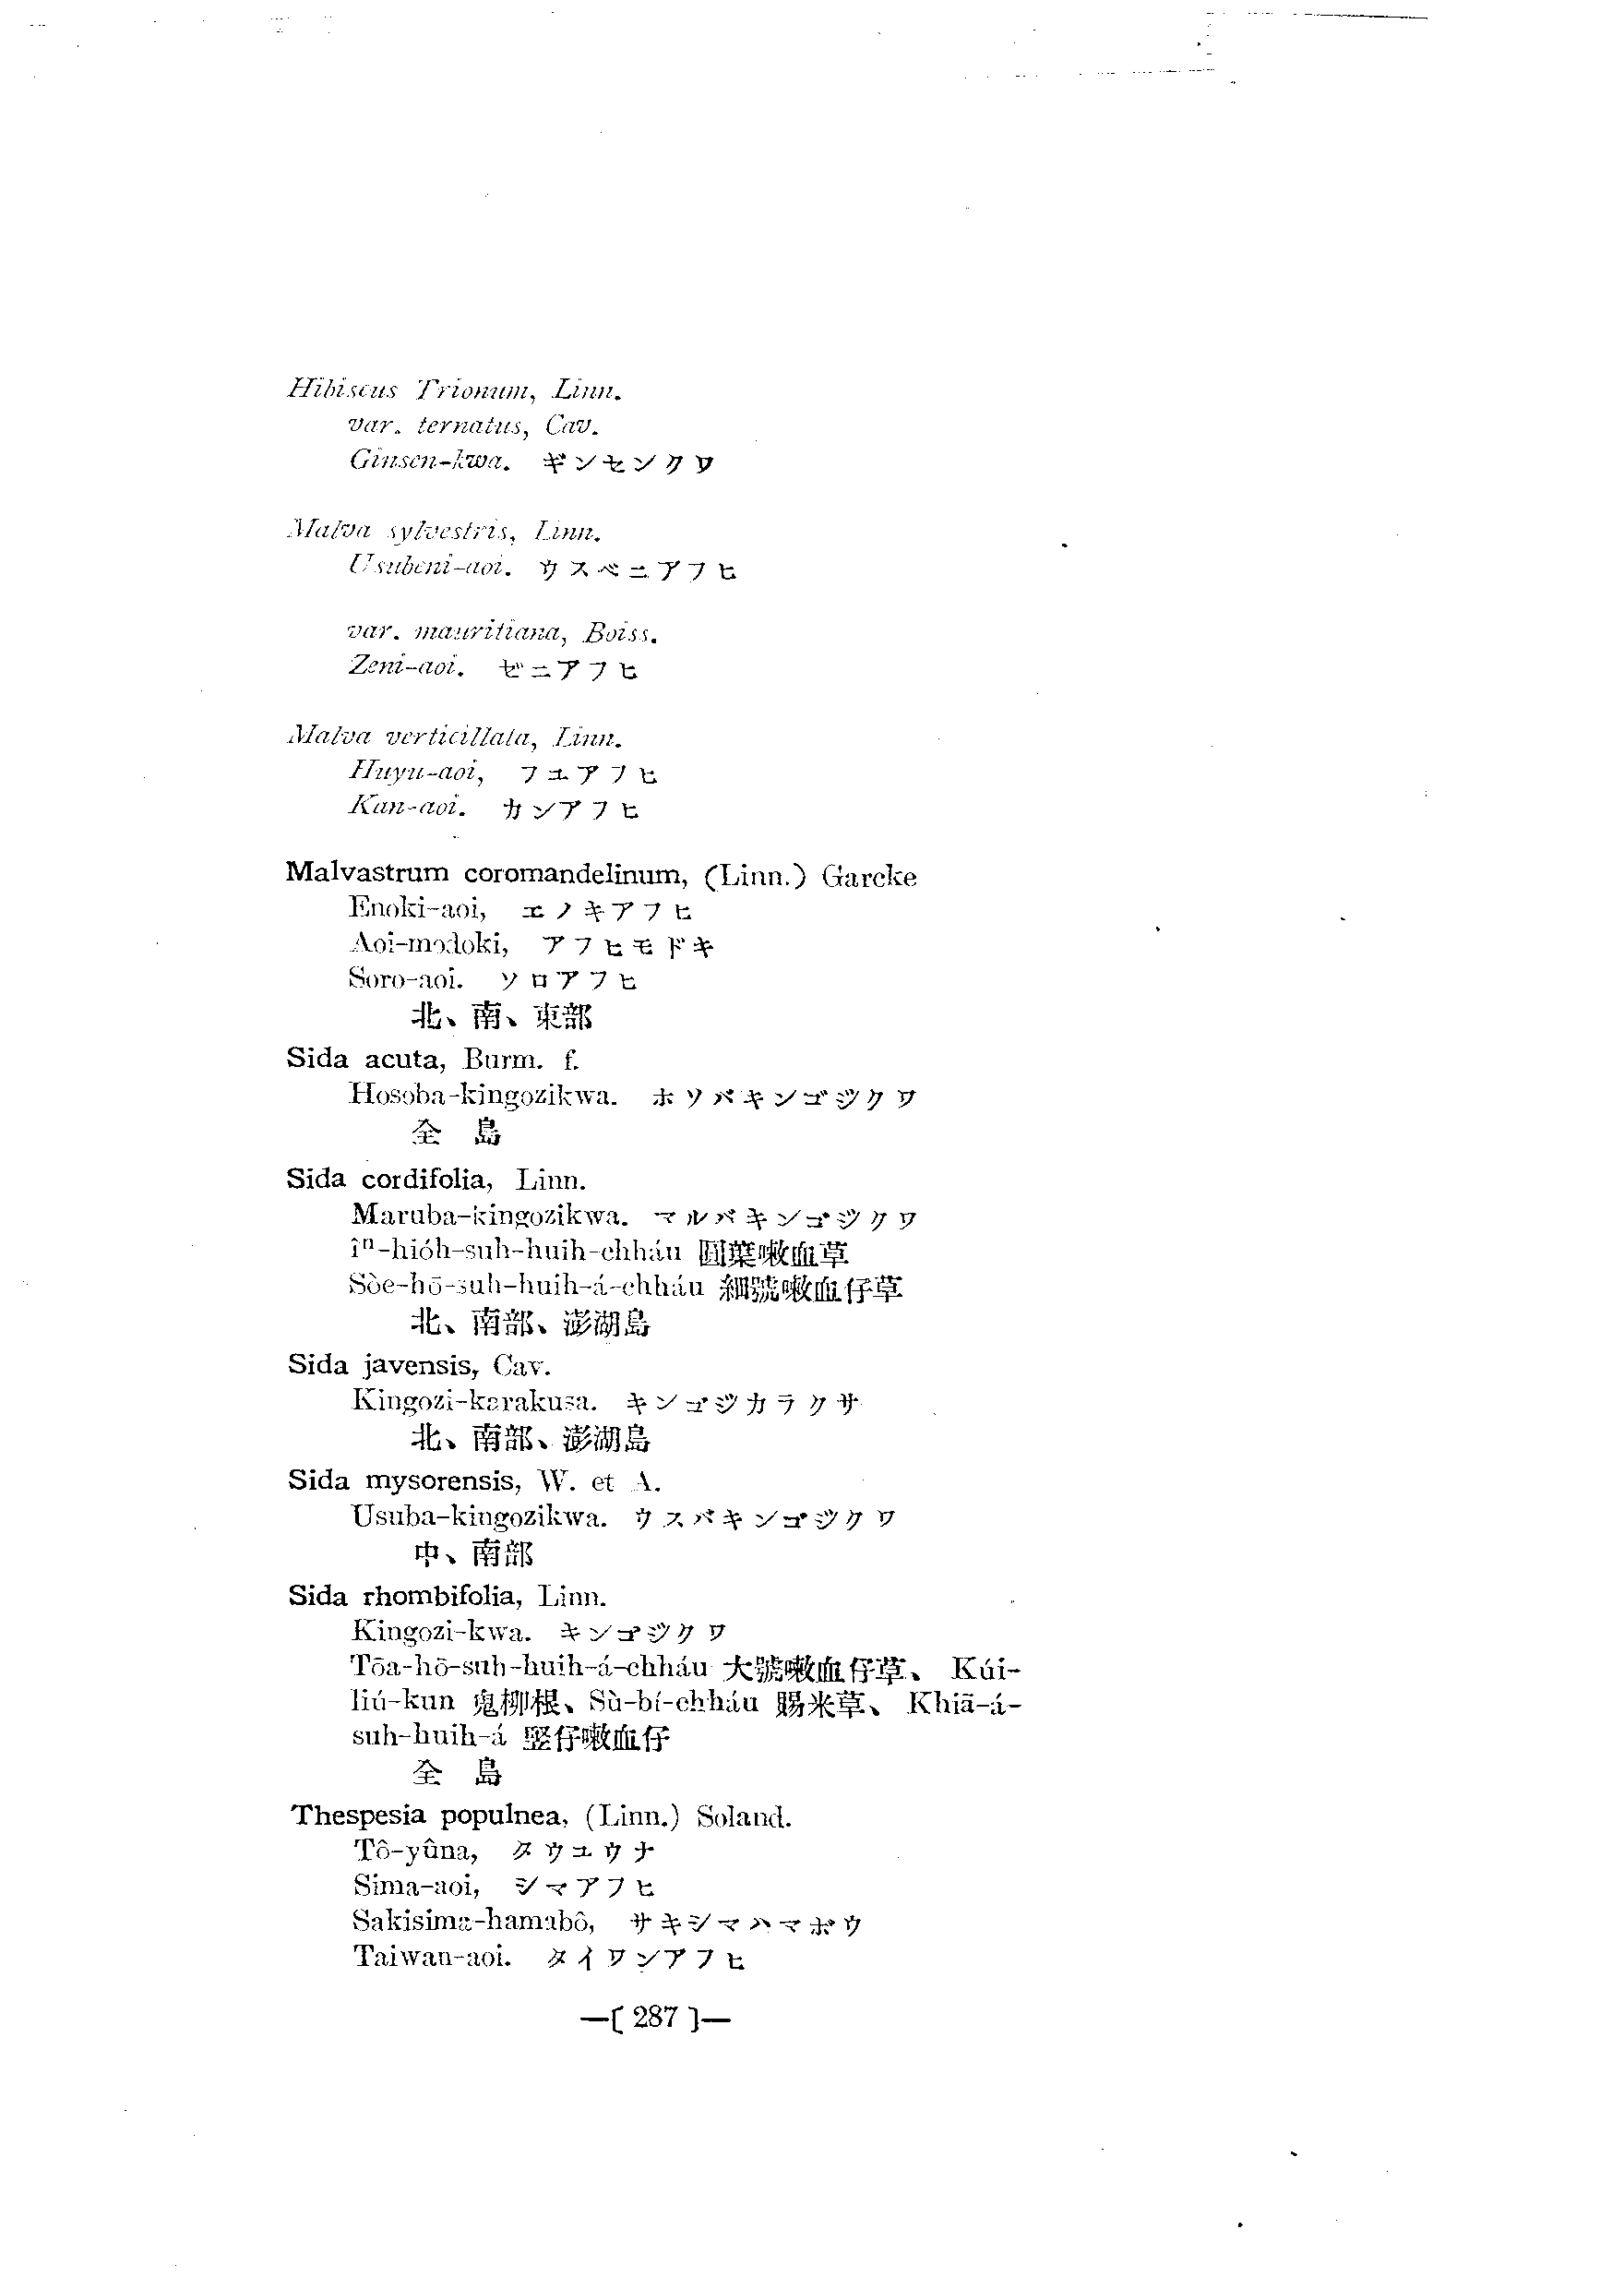 Hibiscus Trionum, Linn.
var. ternatus, Cav.
Ginsen-kwa. ギンセンクワ
Malva sylvestris, Linn.
Usubeni-aoi. ウスベニアフヒ
var. mauritiana, Boiss.
Zeni-aoi. ゼニアフヒ
Malva verticillata, Linn.
Huyu-aoi, フユアフヒ
Kan-aoi. カンアフヒ
Malvastrum coromandelinum, (Linn.) Garcke
Enoki-aoi, エノキアフヒ
Aoi-modoki, アフヒモドキ
Soro-aoi. ソロアフヒ
北、南、東部
Sida acuta, Burm. f.
Hosoba-kingozikwa. ホソバキンゴジクワ
全 島
Sida cordifolia, Linn.
Maruba-kingozikwa. マルバキンゴジクワ
îⁿ-hióh-suh-huih-chháu 圓葉嗽血草
Sòe-hō-suh-huih-á-chháu 細號嗽血仔草
北、南部、澎湖島
Sida javensis, Cav.
Kingozi-karakusa. キンゴジカラクサ
北、南部、澎湖島
Sida mysorensis, W. et A.
Usuba-kingozikwa. ウスバキンゴジクワ
中、南部
Sida rhombifolia, Linn.
Kingozi-kwa. キンゴジクワ
Tōa-hō-suh-huih-á-chháu 大號嗽血仔草、 Kúi-
liú-kun 鬼柳根、Sù-bí-chháu 賜米草、 Khiā-á-
suh-huih-á 竪仔嗽血仔
全 島
Thespesia populnea, (Linn.) Soland.
Tô-yûna, タウユウナ
Sima-aoi, シマアフヒ
Sakisima-hamabô, サキシマハマボウ
Taiwan-aoi. タイワンアフヒ
—[ 287 ]—